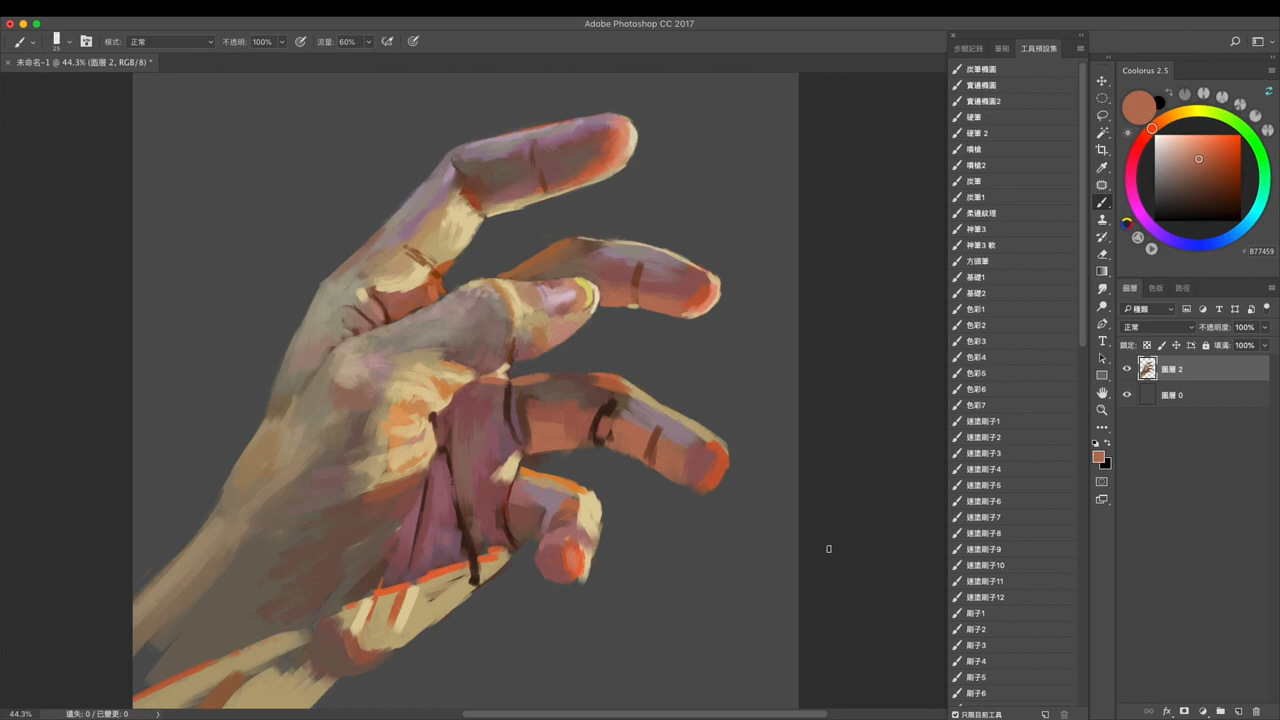 Adobe Photoshop CC 2017
25
模式: 正常
不透明: 100%
流量: 60%
未命名-1 @ 44.3% (圖層 2, RGB/8) *
步驟記錄 筆刷 工具預設集
炭筆橢圓
實邊橢圓
實邊橢圓2
硬筆
硬筆 2
噴槍
噴槍2
炭筆
炭筆1
柔邊紋理
神筆3
神筆3 軟
方頭筆
基礎1
基礎2
色彩1
色彩2
色彩3
色彩4
色彩5
色彩6
色彩7
速塗刷子1
速塗刷子2
速塗刷子3
速塗刷子4
速塗刷子5
速塗刷子6
速塗刷子7
速塗刷子8
速塗刷子9
速塗刷子10
速塗刷子11
速塗刷子12
刷子1
刷子2
刷子3
刷子4
刷子5
刷子6
只限目前工具
Coolorus 2.5
877459
圖層 色版 路徑
種類
正常 不透明度: 100%
鎖定: 填滿: 100%
圖層 2
圖層 0
44.3% 遺失: 0 / 已變更: 0